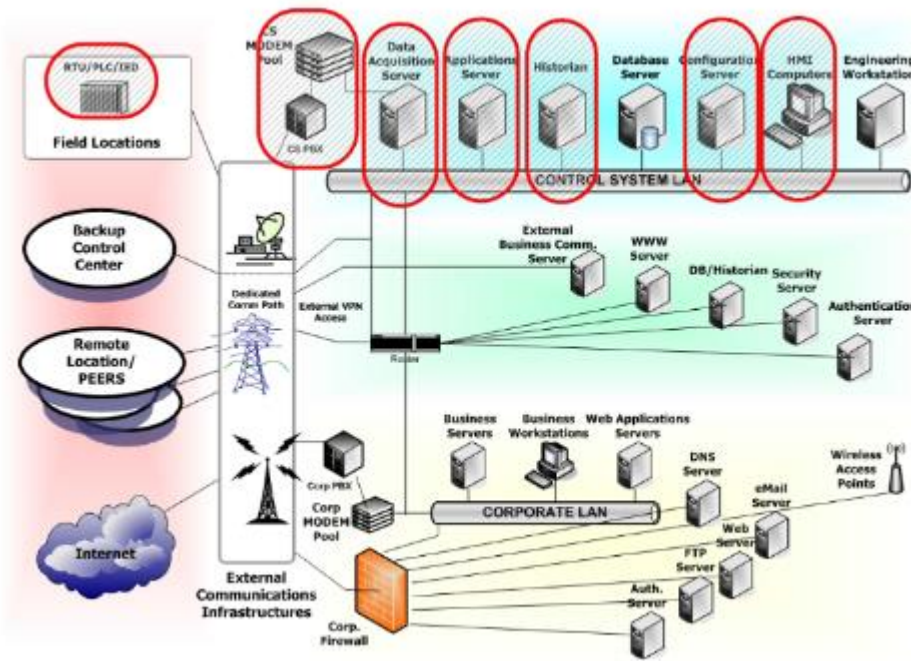 RTU/PLC/IED
Field Locations
MODEM
Pool
CS PBX
Data
Acquisition
Server
Applications
Server
Historian
Database
Server
Configuration
Server
HMI
Computers
Engineering
Workstation
CONTROL SYSTEM LAN
Backup
Control
Center
Dedicated
Comm Path
External VPN
Access
External
Business Comm.
Server
WWW
Server
DB/Historian
Security
Server
Authentication
Server
Router
Remote
Location/
PEERS
Business
Servers
Business
Workstations
Web Applications
Servers
DNS
Server
eMail
Server
Wireless
Access
Points
Corp PBX
Corp
MODEM
Pool
CORPORATE LAN
Web
Server
FTP
Server
Auth.
Server
Internet
External
Communications
Infrastructures
Corp.
Firewall